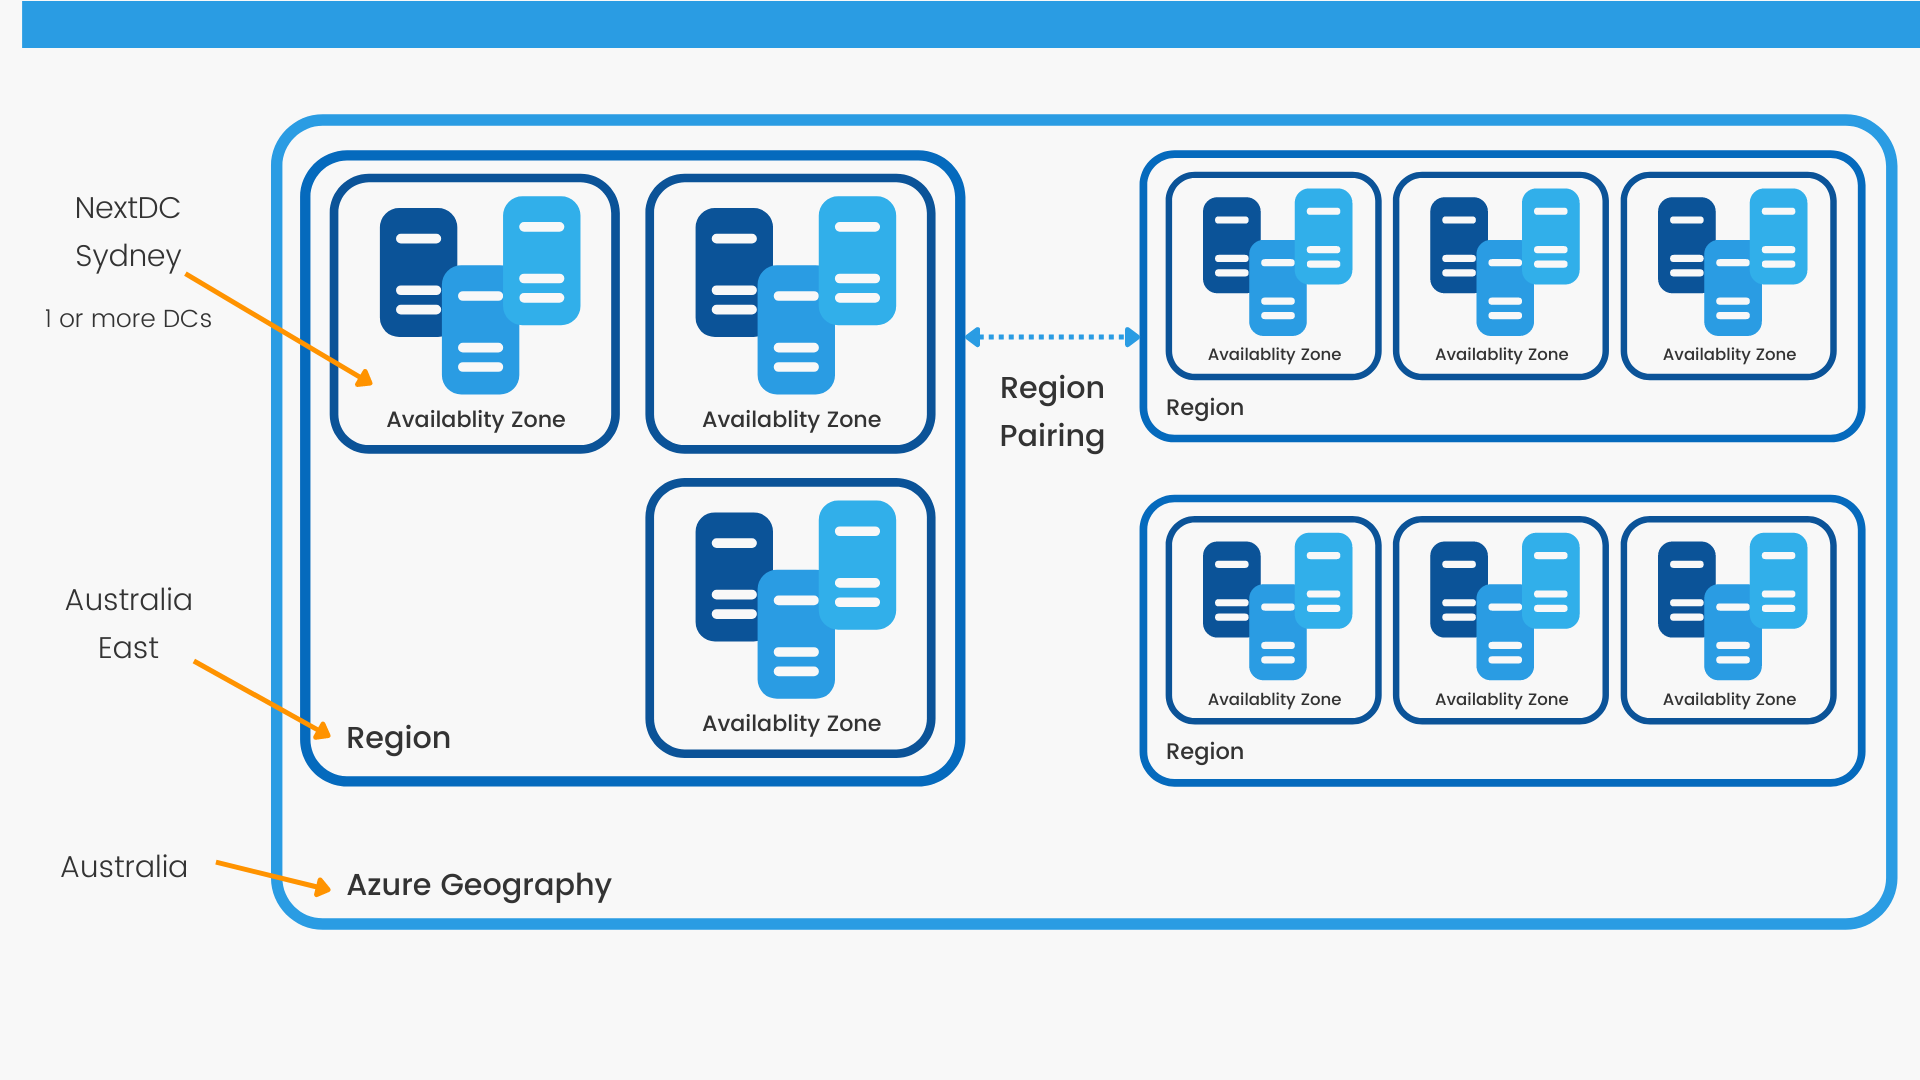 NextDC
Sydney
1 or more DCs
Availablity Zone
Availablity Zone
Availablity Zone
Australia
East
Region
Region
Pairing
Availablity Zone
Availablity Zone
Availablity Zone
Region
Availablity Zone
Availablity Zone
Availablity Zone
Region
Australia
Azure Geography